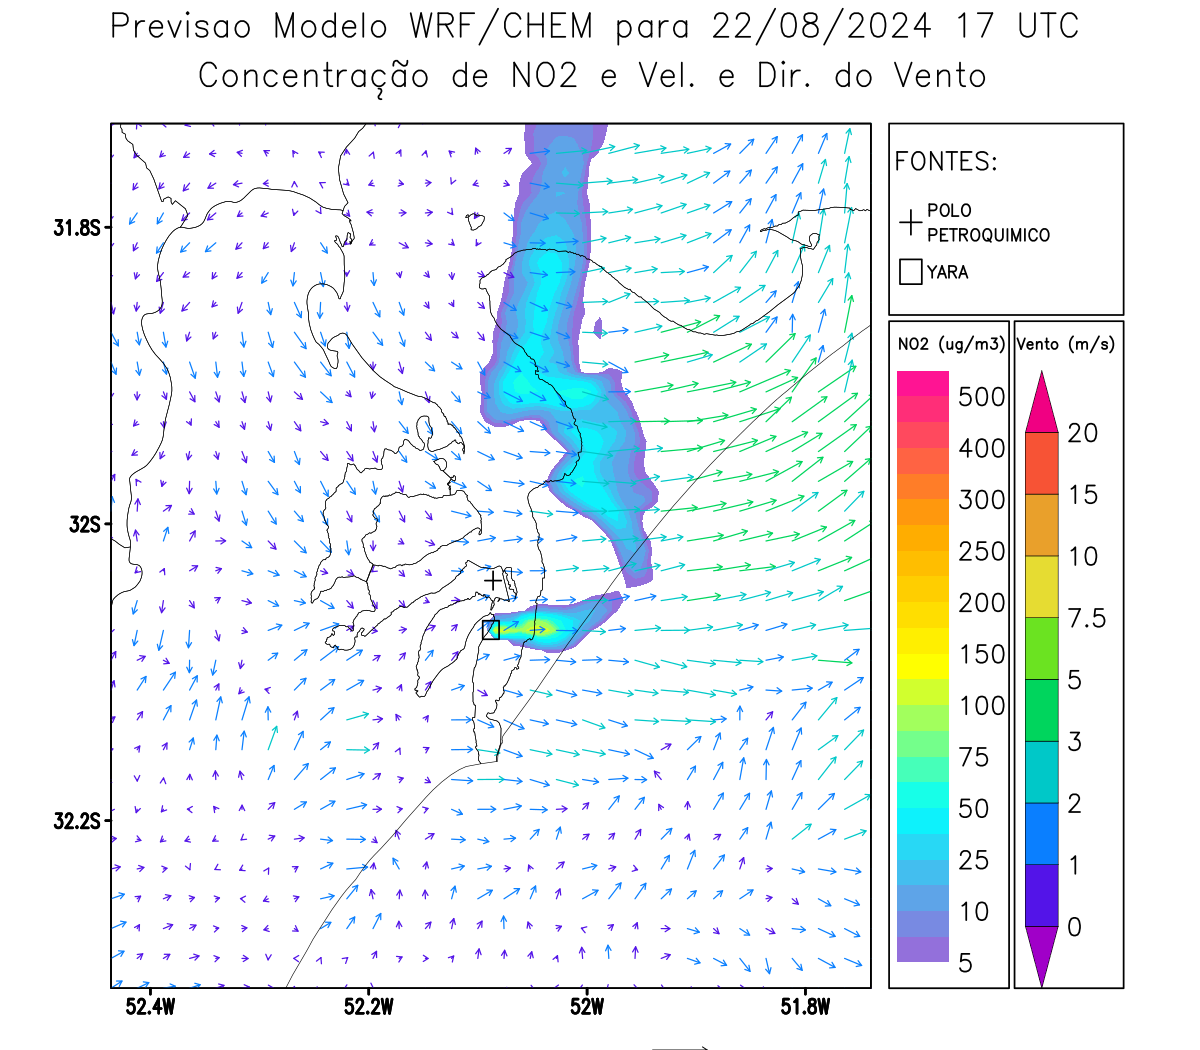 Previsao Modelo WRF/CHEM para 22/08/2024 17 UTC
Concentração de NO2 e Vel. e Dir. do Vento
FONTES:
POLO
PETROQUIMICO
YARA
NO2 (ug/m3)
500
400
300
250
200
150
100
75
50
25
10
5
Vento (m/s)
20
15
10
7.5
5
3
2
1
0
31.8S
32S
32.2S
52.4W
52.2W
52W
51.8W